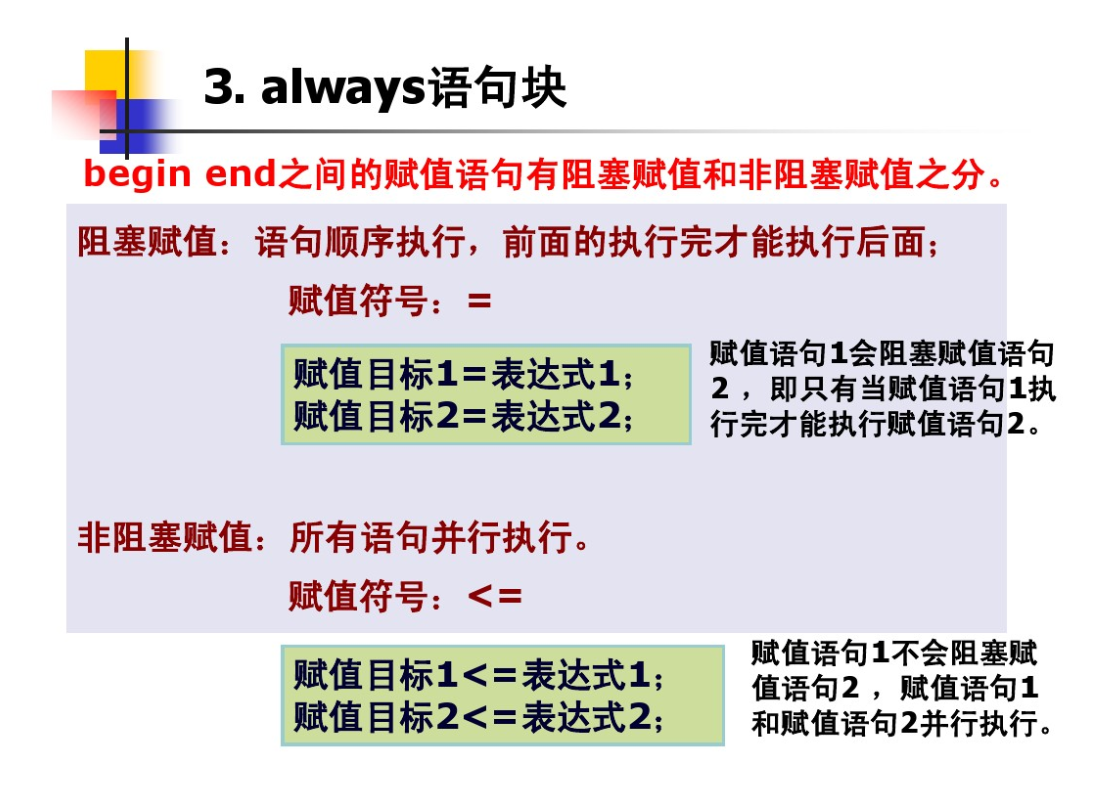 3. always语句块
begin end之间的赋值语句有阻塞赋值和非阻塞赋值之分。
阻塞赋值：语句顺序执行，前面的执行完才能执行后面；
赋值符号：=
赋值目标1=表达式1；
赋值目标2=表达式2；
赋值语句1会阻塞赋值语句
2 ，即只有当赋值语句1执
行完才能执行赋值语句2。
非阻塞赋值：所有语句并行执行。
赋值符号：<=
赋值目标1<=表达式1；
赋值目标2<=表达式2；
赋值语句1不会阻塞赋
值语句2 ，赋值语句1
和赋值语句2并行执行。